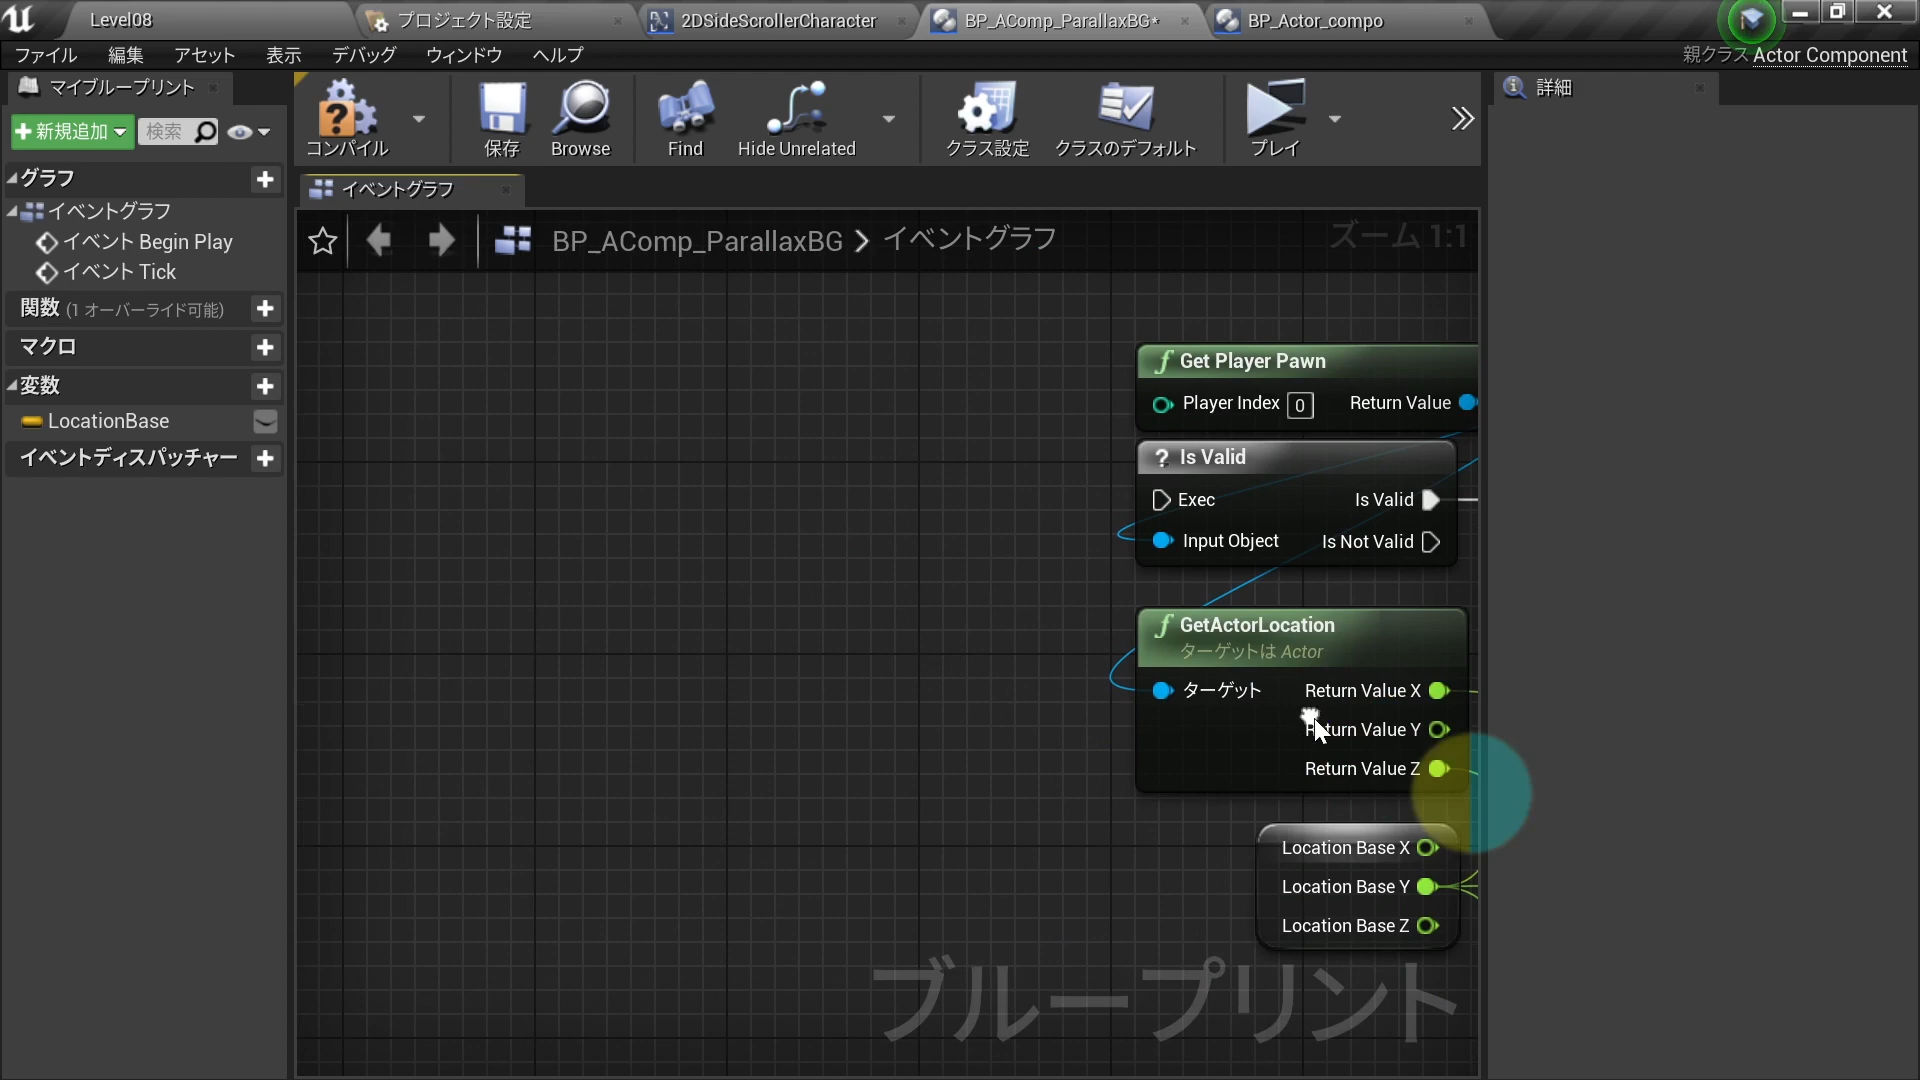 Level08
プロジェクト設定
2DSideScrollerCharacter
BP_AComp_ParallaxBG*
BP_Actor_compo
ファイル 編集 アセット 表示 デバッグ ウィンドウ ヘルプ
親クラス Actor Component
マイブループリント
詳細
新規追加
検索
コンパイル
保存
Browse
Find
Hide Unrelated
クラス設定
クラスのデフォルト
プレイ
グラフ
イベントグラフ
イベントグラフ
イベント Begin Play
イベント Tick
関数 (1 オーバーライド可能)
マクロ
変数
LocationBase
イベントディスパッチャー
BP_AComp_ParallaxBG > イベントグラフ
ズーム 1:1
f Get Player Pawn
Player Index 0 Return Value
? Is Valid
Exec Is Valid
Input Object Is Not Valid
f GetActorLocation
ターゲットは Actor
ターゲット Return Value X
Return Value Y
Return Value Z
Location Base X
Location Base Y
Location Base Z
ブループリント